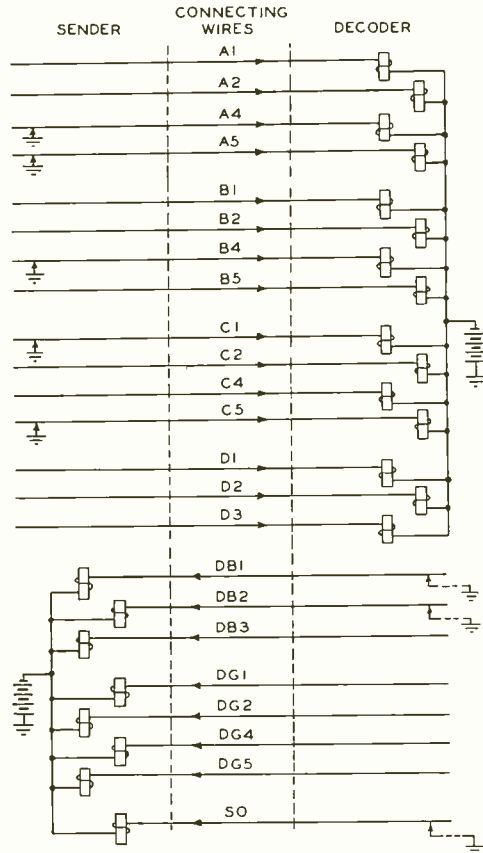 SENDER
CONNECTING
WIRES
DECODER
A1
A2
A4
A5
B1
B2
B4
B5
C1
C2
C4
C5
D1
D2
D3
DB1
DB2
DB3
DG1
DG2
DG4
DG5
SO